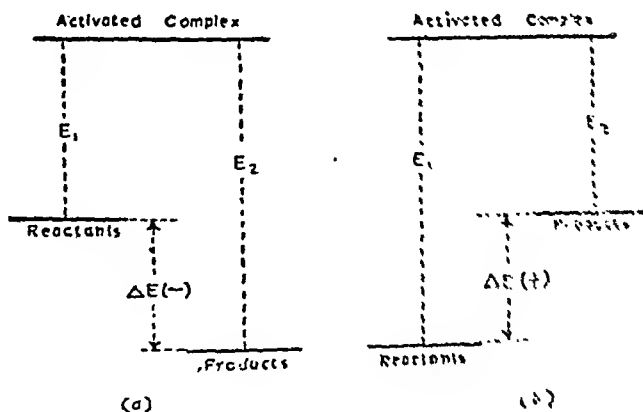 Activated Complex
Activated Complex
E₁
E₂
E₁
E₂
Reactants
Products
ΔE(−)
ΔE(+)
Products
Reactants
(a)
(b)